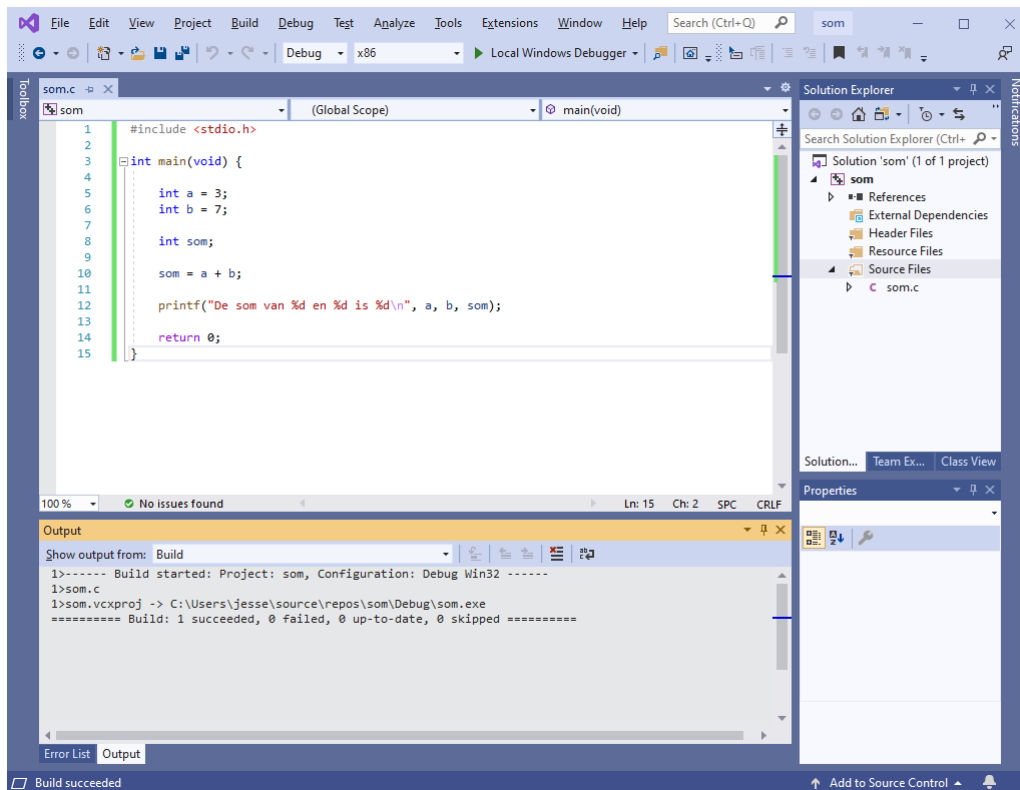 File Edit View Project Build Debug Test Analyze Tools Extensions Window Help Search (Ctrl+Q) som
Debug x86 Local Windows Debugger
Toolbox
som.c
som (Global Scope) main(void)
1 #include <stdio.h>
2
3 int main(void) {
4
5 int a = 3;
6 int b = 7;
7
8 int som;
9
10 som = a + b;
11
12 printf("De som van %d en %d is %d\n", a, b, som);
13
14 return 0;
15 }
100 % No issues found Ln: 15 Ch: 2 SPC CRLF
Output
Show output from: Build
1>------ Build started: Project: som, Configuration: Debug Win32 ------
1>som.c
1>som.vcxproj -> C:\Users\jesse\source\repos\som\Debug\som.exe
========== Build: 1 succeeded, 0 failed, 0 up-to-date, 0 skipped ==========
Error List Output
Solution Explorer
Search Solution Explorer (Ctrl+
Solution 'som' (1 of 1 project)
som
References
External Dependencies
Header Files
Resource Files
Source Files
C som.c
Solution... Team Ex... Class View
Properties
Notifications
Build succeeded Add to Source Control